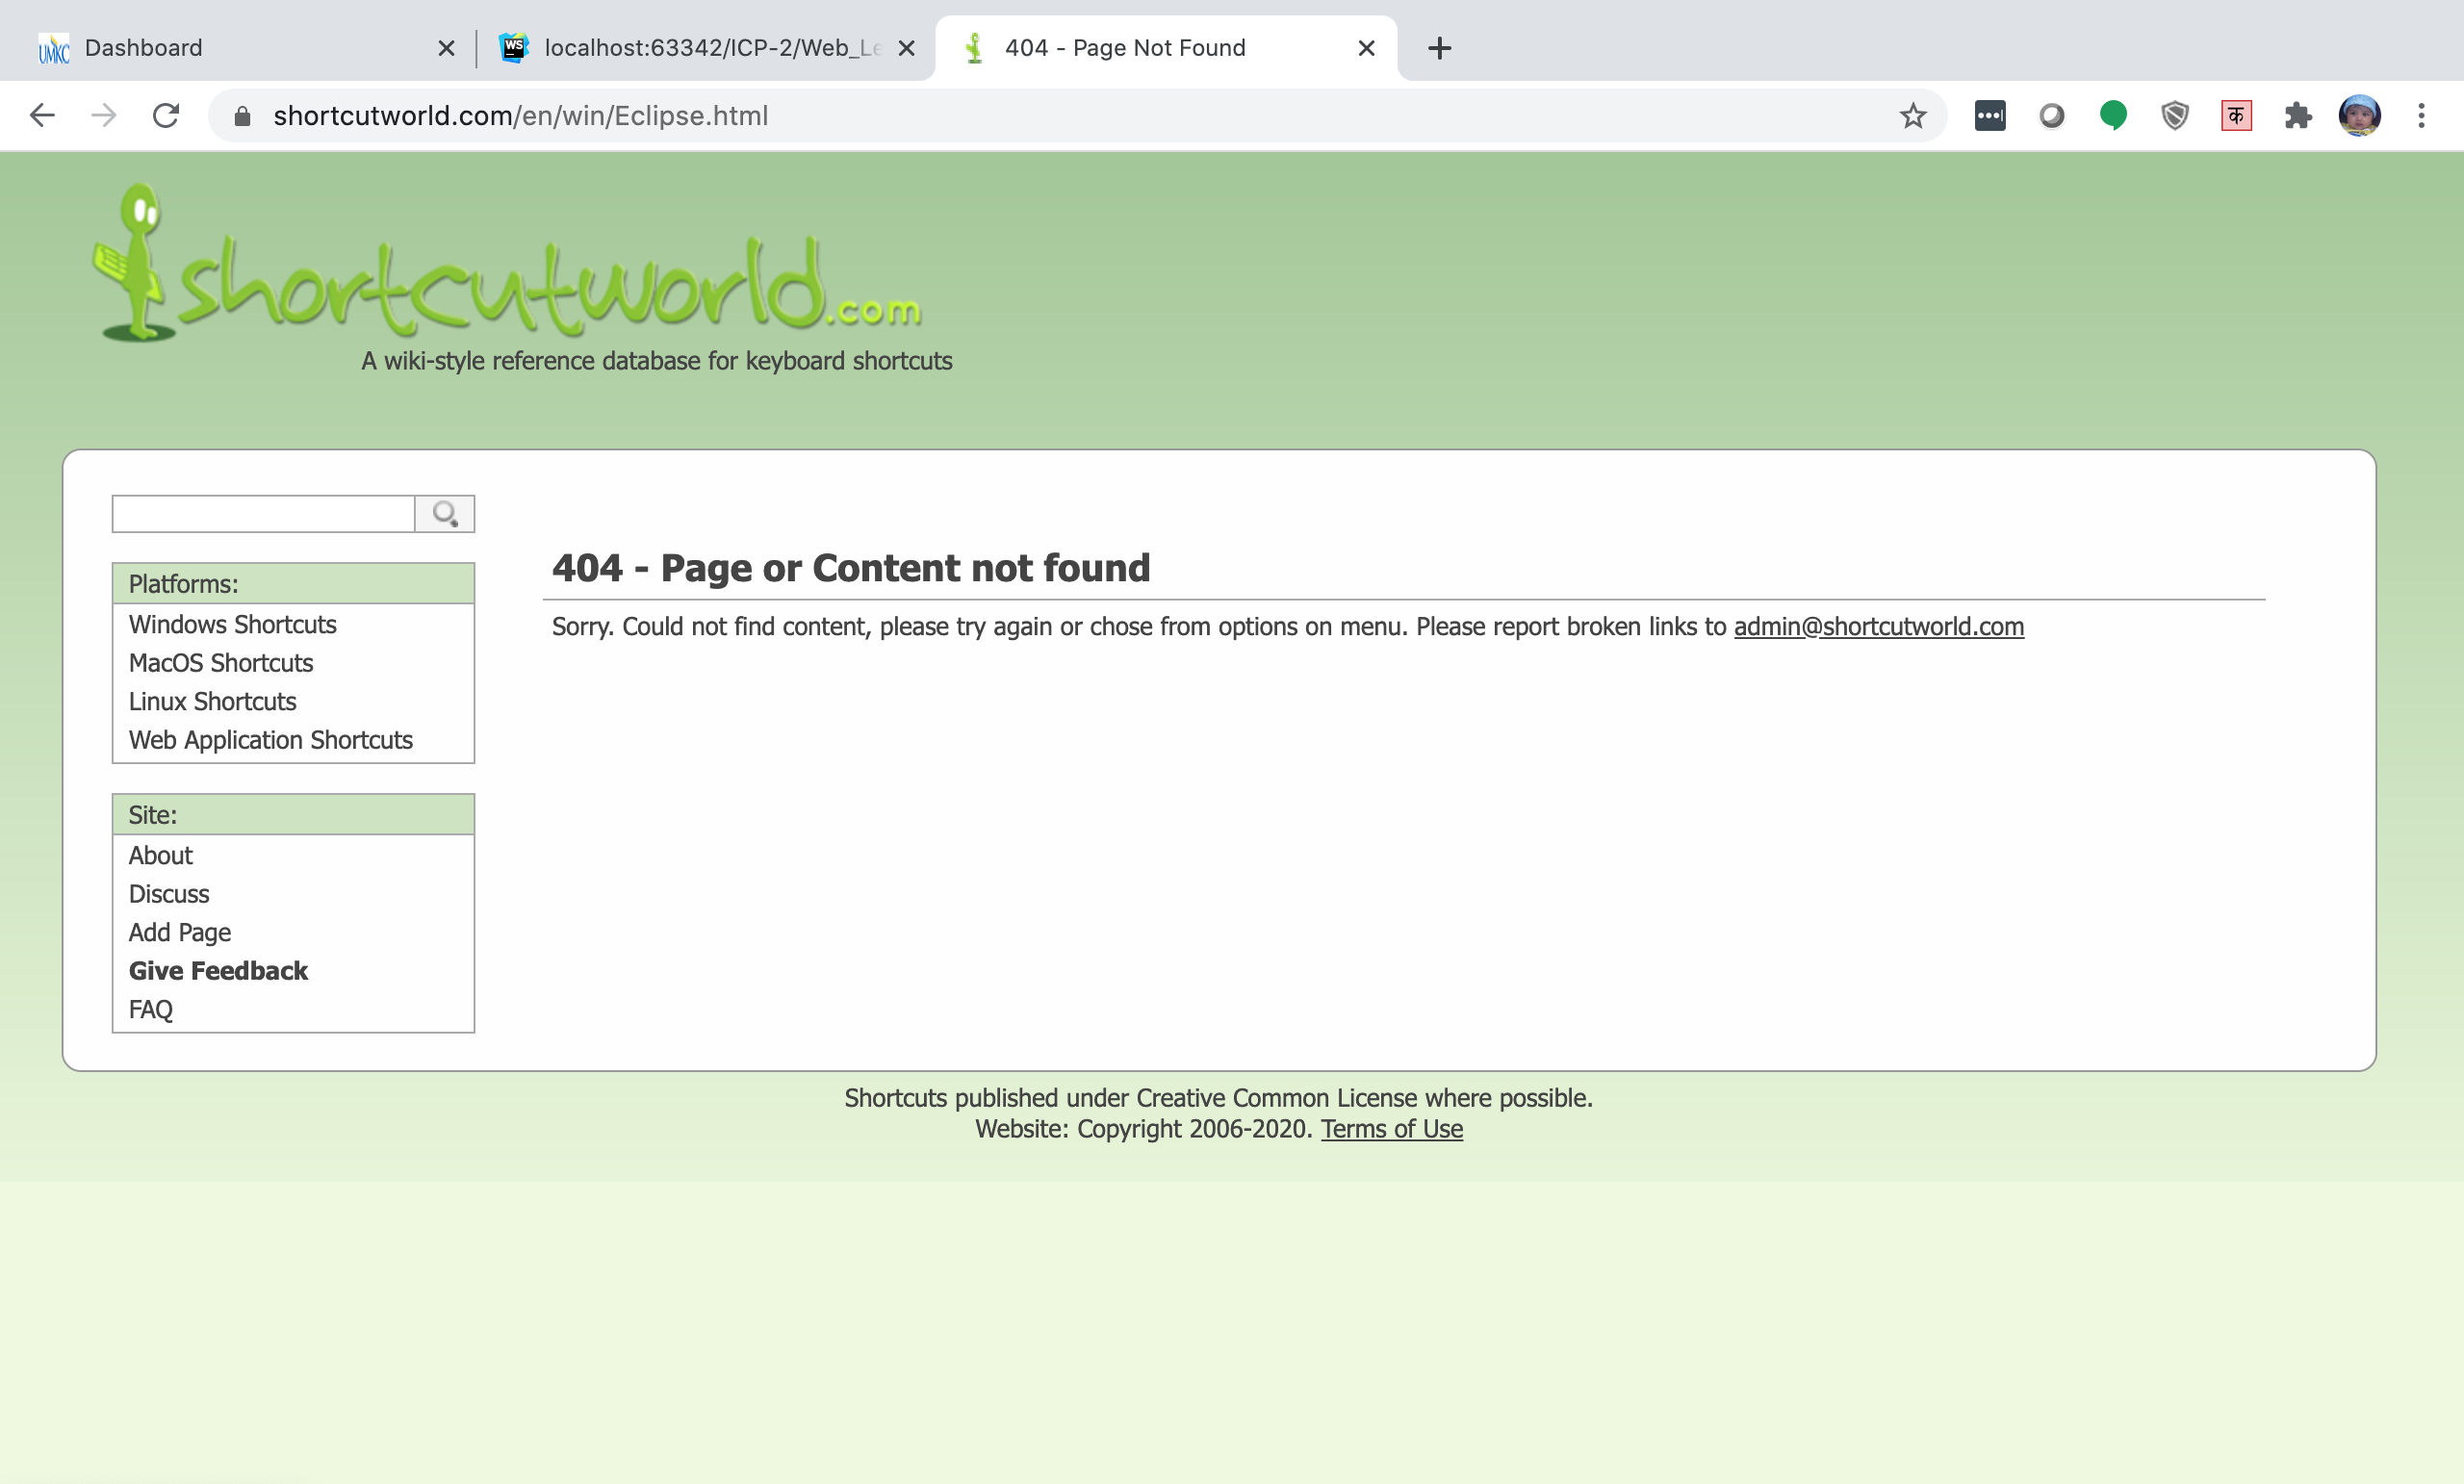 UMKC Dashboard
WS localhost:63342/ICP-2/Web_Le
404 - Page Not Found
shortcutworld.com/en/win/Eclipse.html
क
shortcutworld.com
A wiki-style reference database for keyboard shortcuts
Platforms:
Windows Shortcuts
MacOS Shortcuts
Linux Shortcuts
Web Application Shortcuts
Site:
About
Discuss
Add Page
Give Feedback
FAQ
404 - Page or Content not found
Sorry. Could not find content, please try again or chose from options on menu. Please report broken links to admin@shortcutworld.com
Shortcuts published under Creative Common License where possible.
Website: Copyright 2006-2020. Terms of Use